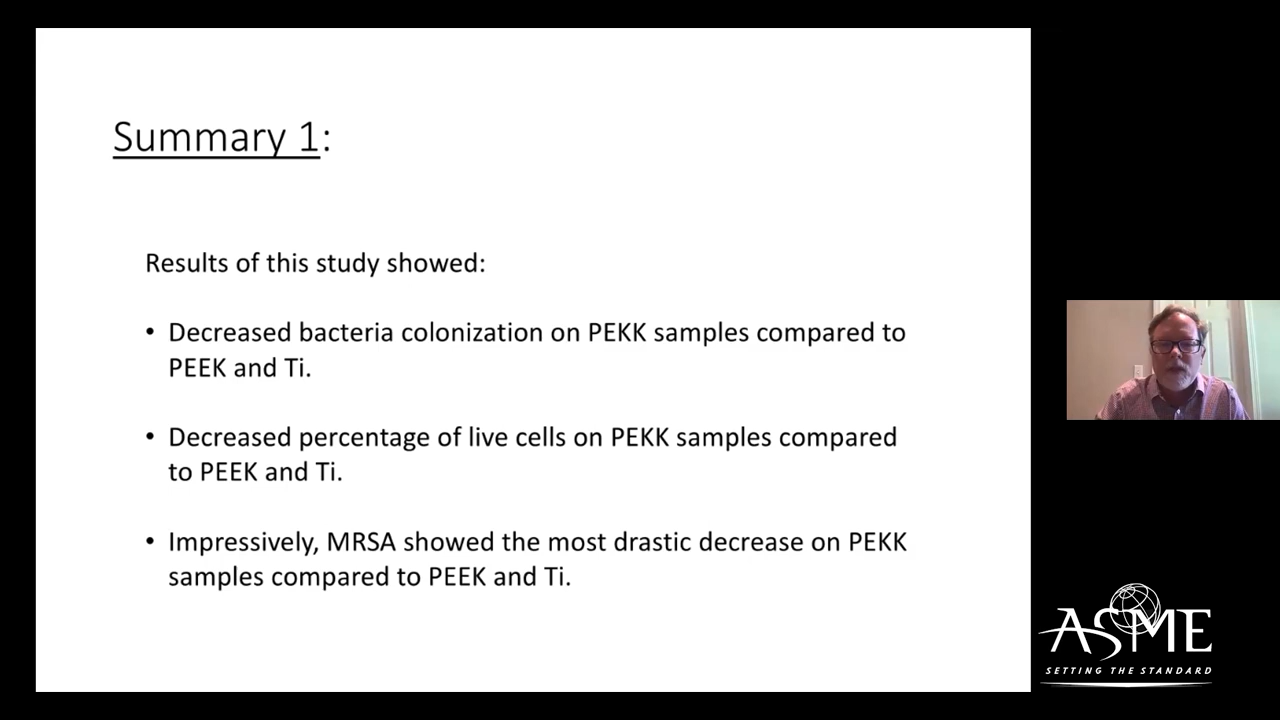 Summary 1:
Results of this study showed:
• Decreased bacteria colonization on PEKK samples compared to
PEEK and Ti.
• Decreased percentage of live cells on PEKK samples compared
to PEEK and Ti.
• Impressively, MRSA showed the most drastic decrease on PEKK
samples compared to PEEK and Ti.
ASME
SETTING THE STANDARD